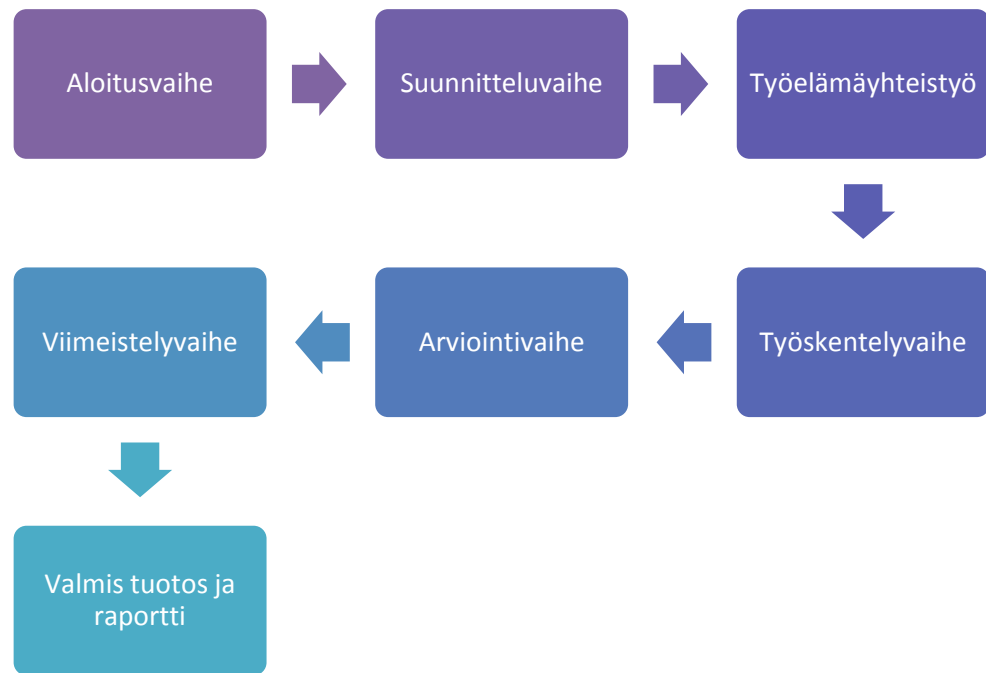 Aloitusvaihe
Suunnitteluvaihe
Työelämäyhteistyö
Työskentelyvaihe
Arviointivaihe
Viimeistelyvaihe
Valmis tuotos ja
raportti